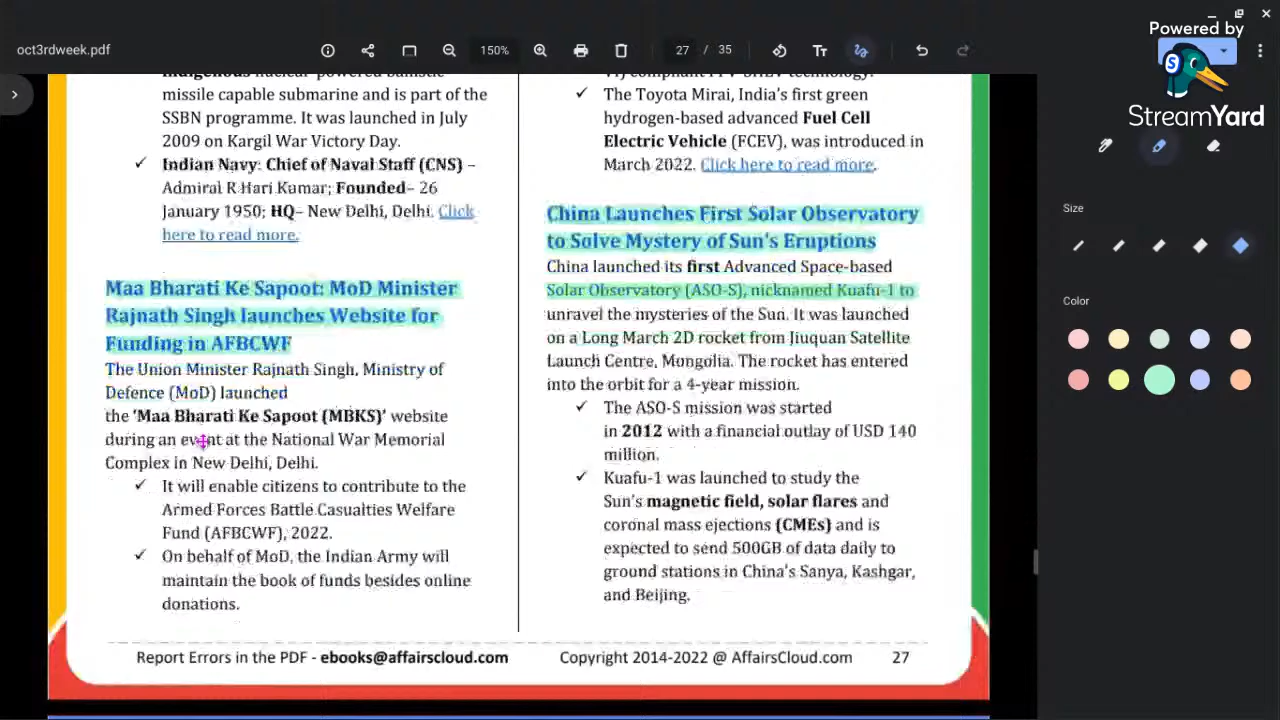 oct3rdweek.pdf
150%
27 / 35
Powered by
StreamYard
Size
Color
Indigenous nuclear-powered ballistic
missile capable submarine and is part of the
SSBN programme. It was launched in July
2009 on Kargil War Victory Day.
✓ Indian Navy: Chief of Naval Staff (CNS) –
Admiral R Hari Kumar; Founded– 26
January 1950; HQ– New Delhi, Delhi. Click
here to read more.
Maa Bharati Ke Sapoot: MoD Minister
Rajnath Singh launches Website for
Funding in AFBCWF
The Union Minister Rajnath Singh, Ministry of
Defence (MoD) launched
the ‘Maa Bharati Ke Sapoot (MBKS)’ website
during an event at the National War Memorial
Complex in New Delhi, Delhi.
✓ It will enable citizens to contribute to the
Armed Forces Battle Casualties Welfare
Fund (AFBCWF), 2022.
✓ On behalf of MoD, the Indian Army will
maintain the book of funds besides online
donations.
technology.
✓ The Toyota Mirai, India’s first green
hydrogen-based advanced Fuel Cell
Electric Vehicle (FCEV), was introduced in
March 2022. Click here to read more.
China Launches First Solar Observatory
to Solve Mystery of Sun’s Eruptions
China launched its first Advanced Space-based
Solar Observatory (ASO-S), nicknamed Kuafu-1 to
unravel the mysteries of the Sun. It was launched
on a Long March 2D rocket from Jiuquan Satellite
Launch Centre, Mongolia. The rocket has entered
into the orbit for a 4-year mission.
✓ The ASO-S mission was started
in 2012 with a financial outlay of USD 140
million.
✓ Kuafu-1 was launched to study the
Sun’s magnetic field, solar flares and
coronal mass ejections (CMEs) and is
expected to send 500GB of data daily to
ground stations in China’s Sanya, Kashgar,
and Beijing.
Report Errors in the PDF - ebooks@affairscloud.com
Copyright 2014-2022 @ AffairsCloud.com
27